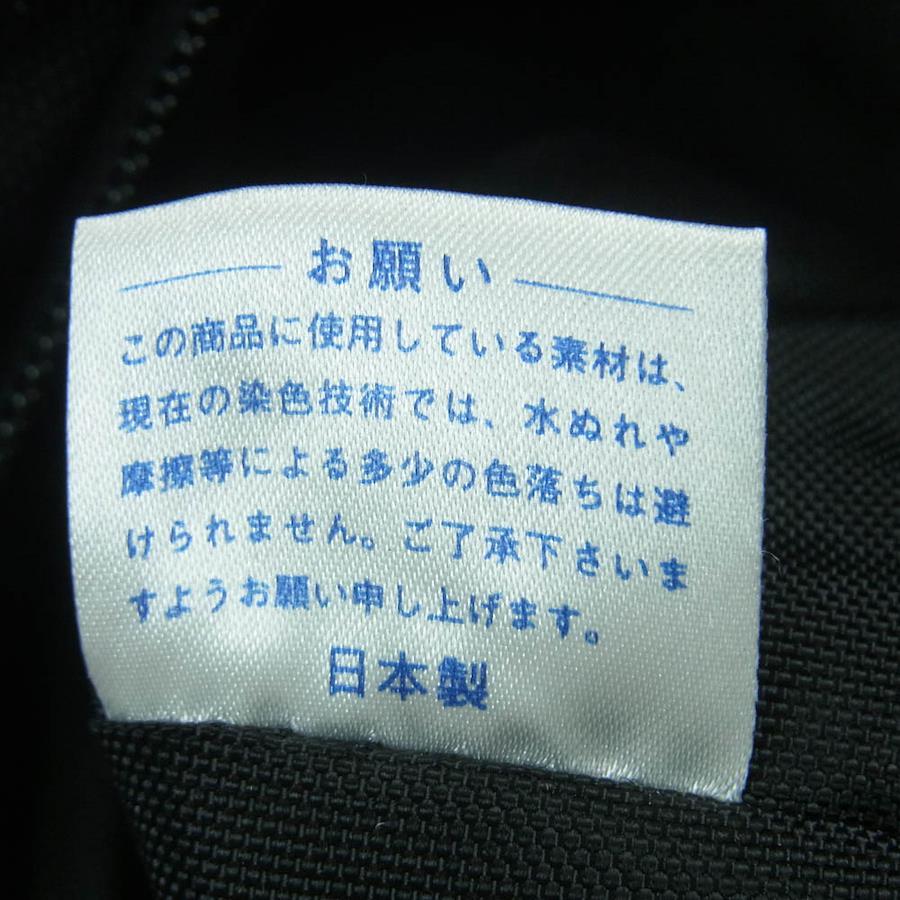 お願い
この商品に使用している素材は、
現在の染色技術では、水ぬれや
摩擦等による多少の色落ちは避
けられません。ご了承下さいま
すようお願い申し上げます。
日本製